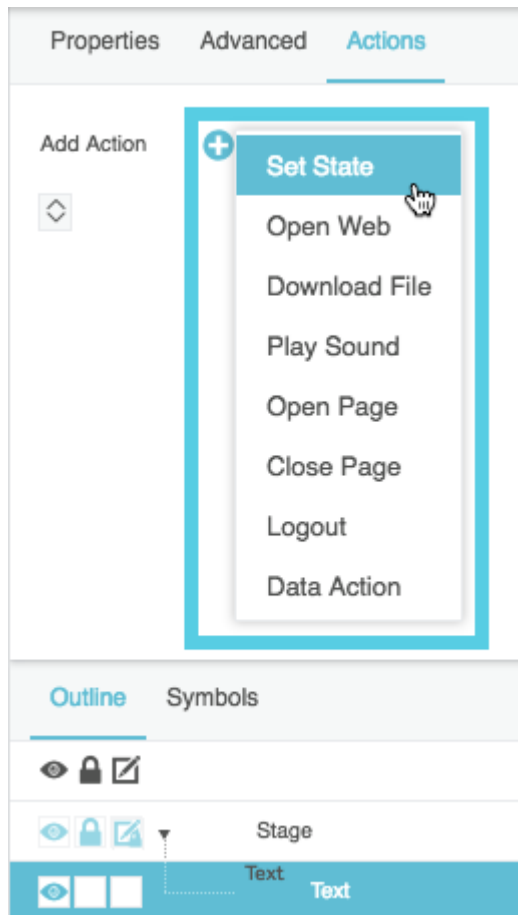 Properties Advanced Actions
Add Action
Set State
Open Web
Download File
Play Sound
Open Page
Close Page
Logout
Data Action
Outline Symbols
Stage
Text
Text